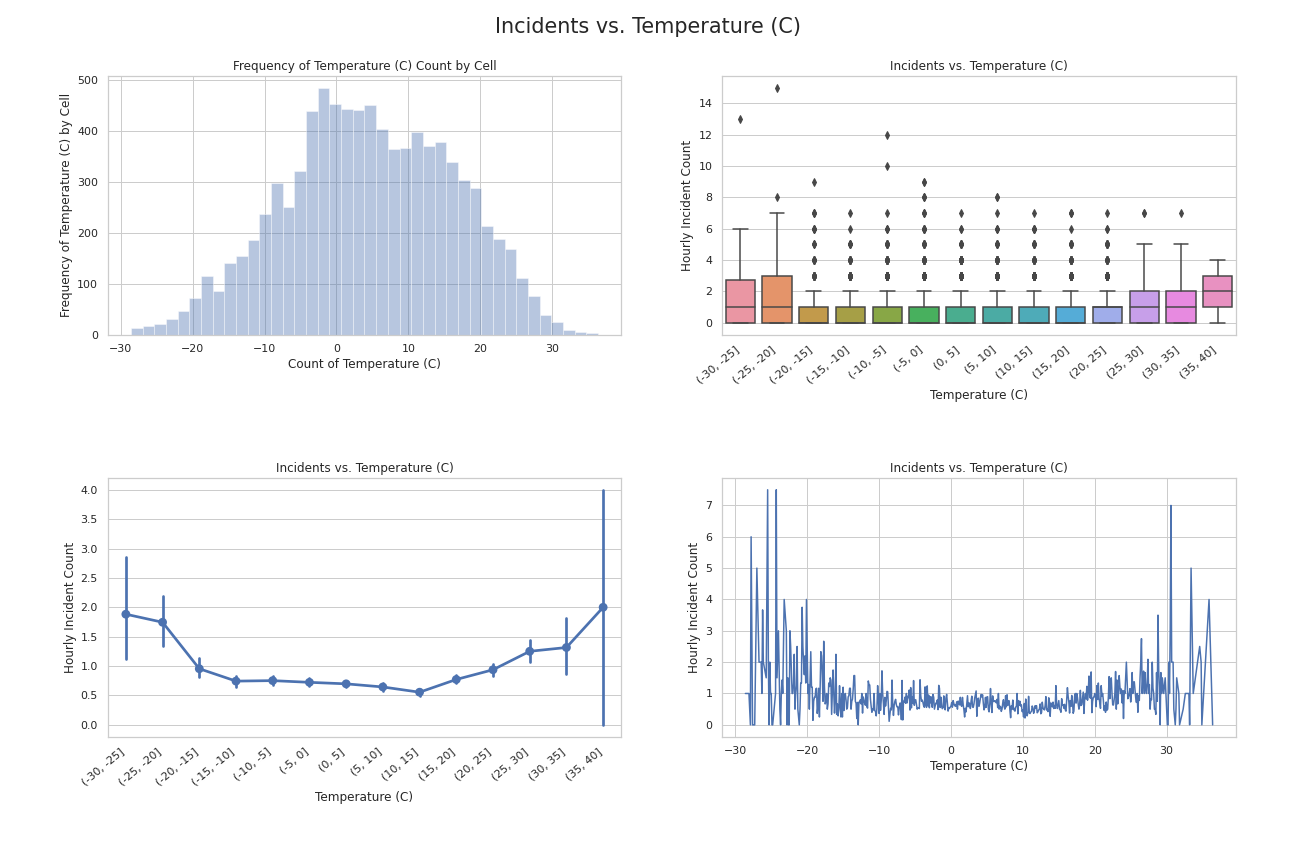 Incidents vs. Temperature (C)
Frequency of Temperature (C) Count by Cell
Frequency of Temperature (C) by Cell
500
400
300
200
100
0
−30 −20 −10 0 10 20 30
Count of Temperature (C)
Incidents vs. Temperature (C)
Hourly Incident Count
14
12
10
8
6
4
2
0
(-30, -25] (-25, -20] (-20, -15] (-15, -10] (-10, -5] (-5, 0] (0, 5] (5, 10] (10, 15] (15, 20] (20, 25] (25, 30] (30, 35] (35, 40]
Temperature (C)
Incidents vs. Temperature (C)
Hourly Incident Count
4.0
3.5
3.0
2.5
2.0
1.5
1.0
0.5
0.0
(-30, -25] (-25, -20] (-20, -15] (-15, -10] (-10, -5] (-5, 0] (0, 5] (5, 10] (10, 15] (15, 20] (20, 25] (25, 30] (30, 35] (35, 40]
Temperature (C)
Incidents vs. Temperature (C)
Hourly Incident Count
7
6
5
4
3
2
1
0
−30 −20 −10 0 10 20 30
Temperature (C)